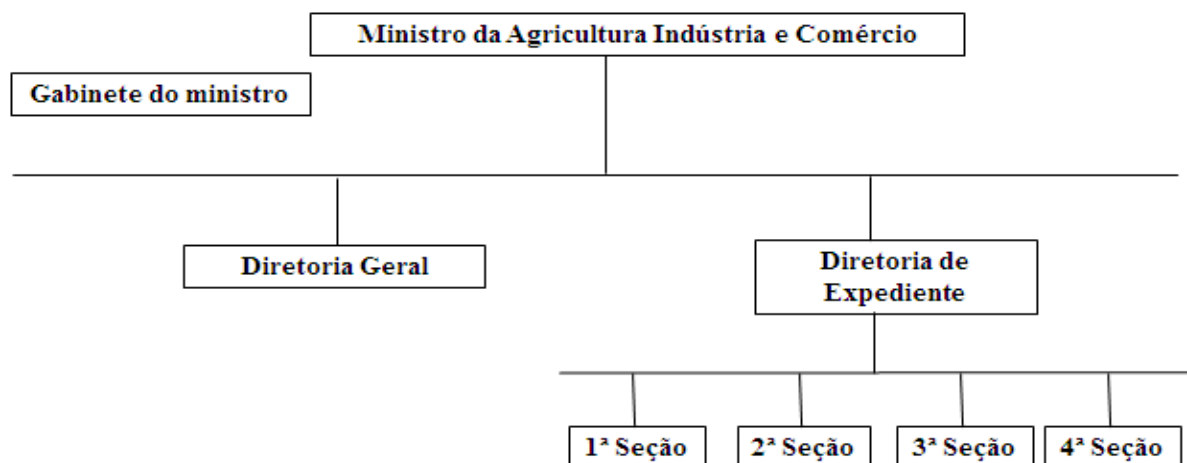 Ministro da Agricultura Indústria e Comércio
Gabinete do ministro
Diretoria Geral
Diretoria de
Expediente
1ª Seção
2ª Seção
3ª Seção
4ª Seção